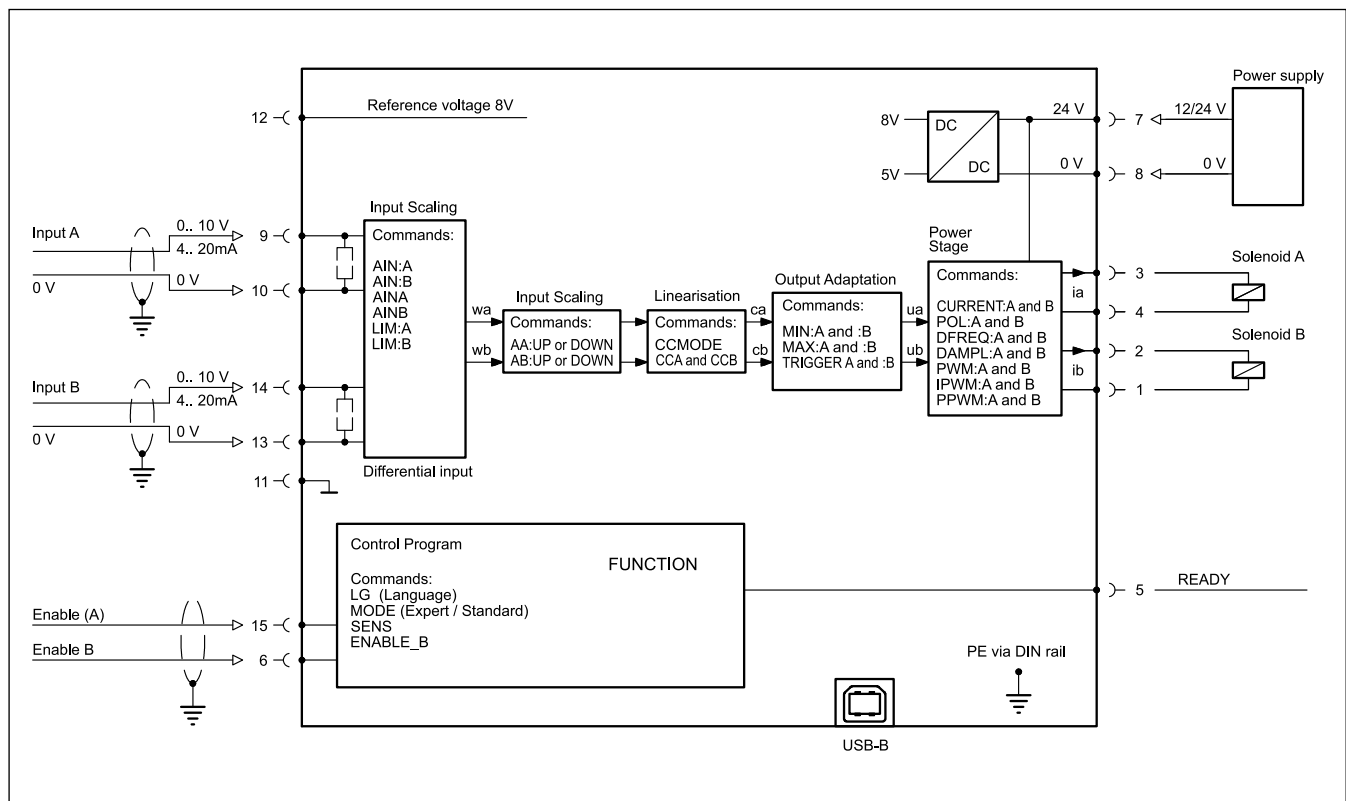 Power supply
12
Reference voltage 8V
8V
DC
DC
5V
24 V
7
12/24 V
0 V
8
0 V
Input A
0.. 10 V
4.. 20mA
9
0 V
0 V
10
Input Scaling
Commands:
AIN:A
AIN:B
AINA
AINB
LIM:A
LIM:B
Differential input
Input B
0.. 10 V
4.. 20mA
14
0 V
0 V
13
11
wa
wb
Input Scaling
Commands:
AA:UP or DOWN
AB:UP or DOWN
Linearisation
Commands:
CCMODE
CCA and CCB
ca
cb
Output Adaptation
Commands:
MIN:A and :B
MAX:A and :B
TRIGGER A and :B
ua
ub
Power
Stage
Commands:
CURRENT:A and B
POL:A and B
DFREQ:A and B
DAMPL:A and B
PWM:A and B
IPWM:A and B
PPWM:A and B
ia
ib
3
4
Solenoid A
2
1
Solenoid B
Control Program
FUNCTION
Commands:
LG (Language)
MODE (Expert / Standard)
SENS
ENABLE_B
Enable (A)
15
Enable B
6
5
READY
PE via DIN rail
USB-B